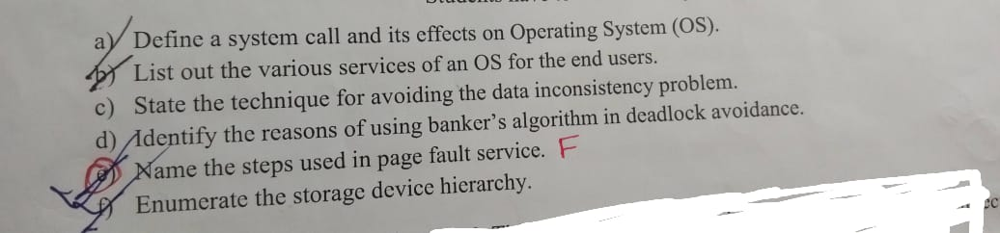 a) Define a system call and its effects on Operating System (OS).
b) List out the various services of an OS for the end users.
c) State the technique for avoiding the data inconsistency problem.
d) Identify the reasons of using banker's algorithm in deadlock avoidance.
e) Name the steps used in page fault service. F
f) Enumerate the storage device hierarchy.